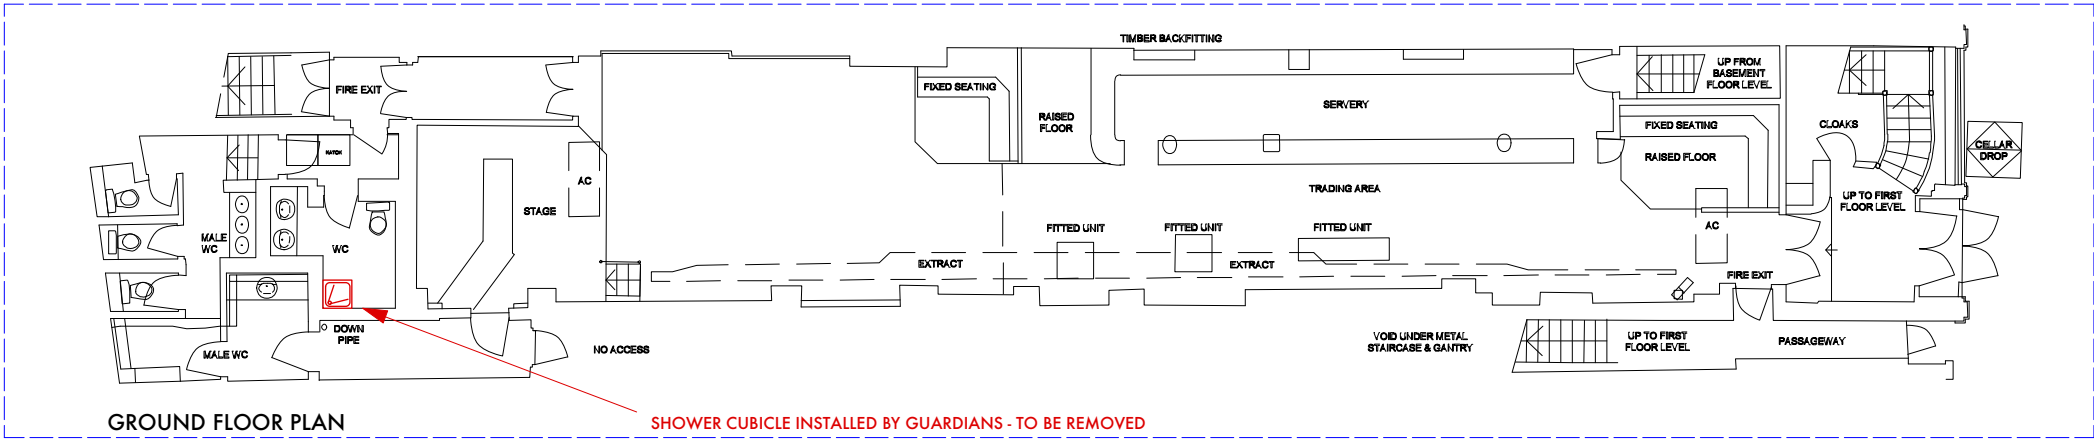 TIMBER BACKFITTING
FIRE EXIT
FIXED SEATING
RAISED
FLOOR
SERVERY
UP FROM
BASEMENT
FLOOR LEVEL
FIXED SEATING
RAISED FLOOR
CLOAKS
CELLAR
DROP
HATCH
AC
STAGE
TRADING AREA
UP TO FIRST
FLOOR LEVEL
MALE
WC
WC
FITTED UNIT
FITTED UNIT
FITTED UNIT
AC
EXTRACT
EXTRACT
FIRE EXIT
DOWN
PIPE
MALE WC
NO ACCESS
VOID UNDER METAL
STAIRCASE & GANTRY
UP TO FIRST
FLOOR LEVEL
PASSAGEWAY
GROUND FLOOR PLAN
SHOWER CUBICLE INSTALLED BY GUARDIANS - TO BE REMOVED